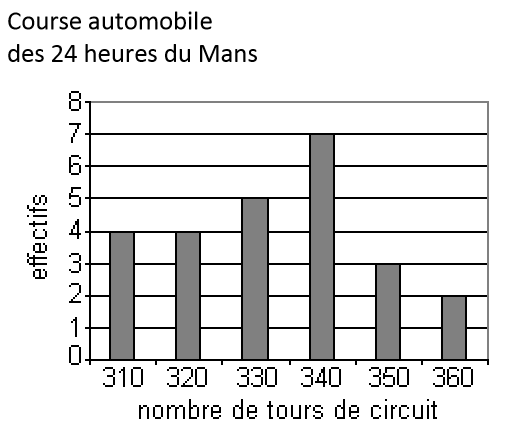 Course automobile
des 24 heures du Mans
8
7
6
5
4
3
2
1
0
effectifs
310 320 330 340 350 360
nombre de tours de circuit